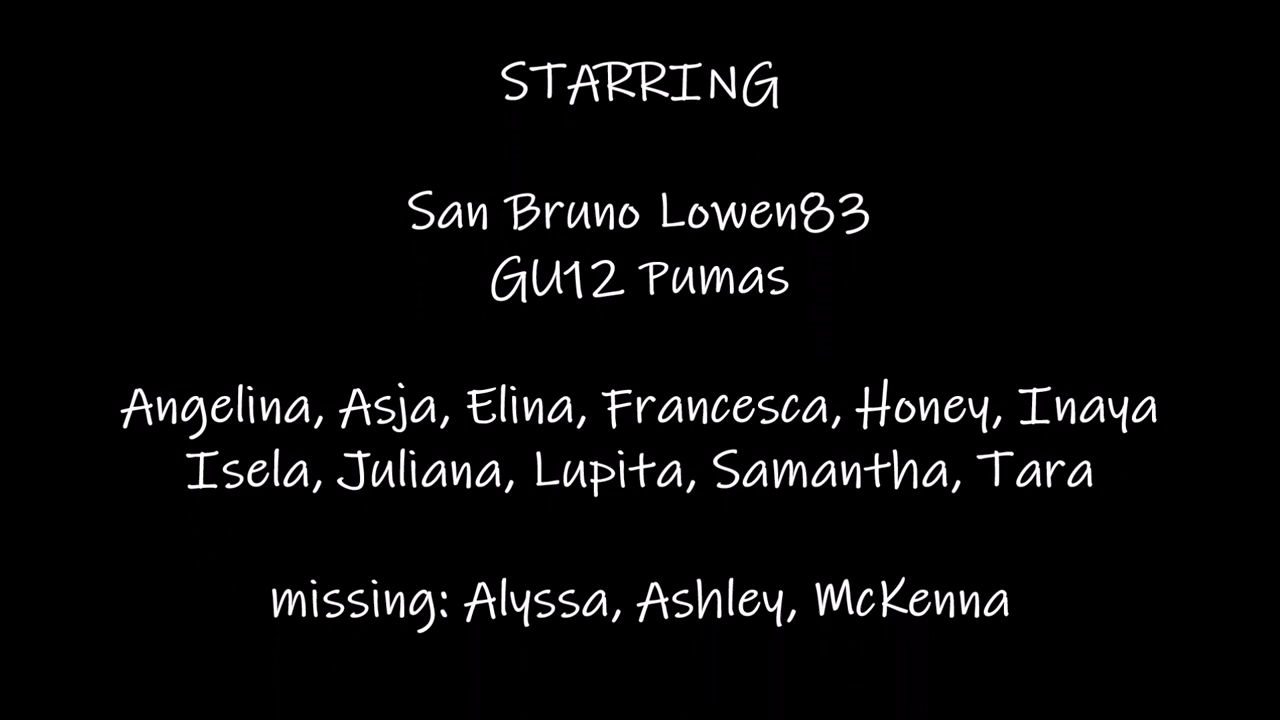 STARRING
San Bruno Lowen83
GU12 Pumas
Angelina, Asja, Elina, Francesca, Honey, Inaya
Isela, Juliana, Lupita, Samantha, Tara
missing: Alyssa, Ashley, McKenna